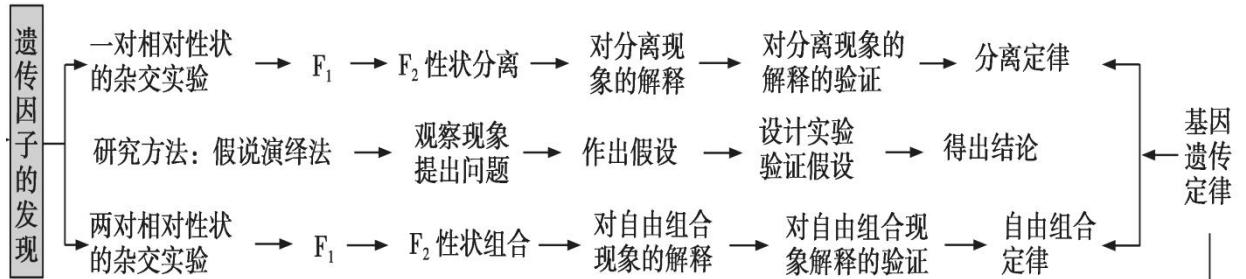 遗传因子的发现
一对相对性状
的杂交实验
F₁
F₂ 性状分离
对分离现
象的解释
对分离现象的
解释的验证
分离定律
研究方法：假说演绎法
观察现象
提出问题
作出假设
设计实验
验证假设
得出结论
两对相对性状
的杂交实验
F₁
F₂ 性状组合
对自由组合
现象的解释
对自由组合现
象解释的验证
自由组合
定律
基因
遗传
定律